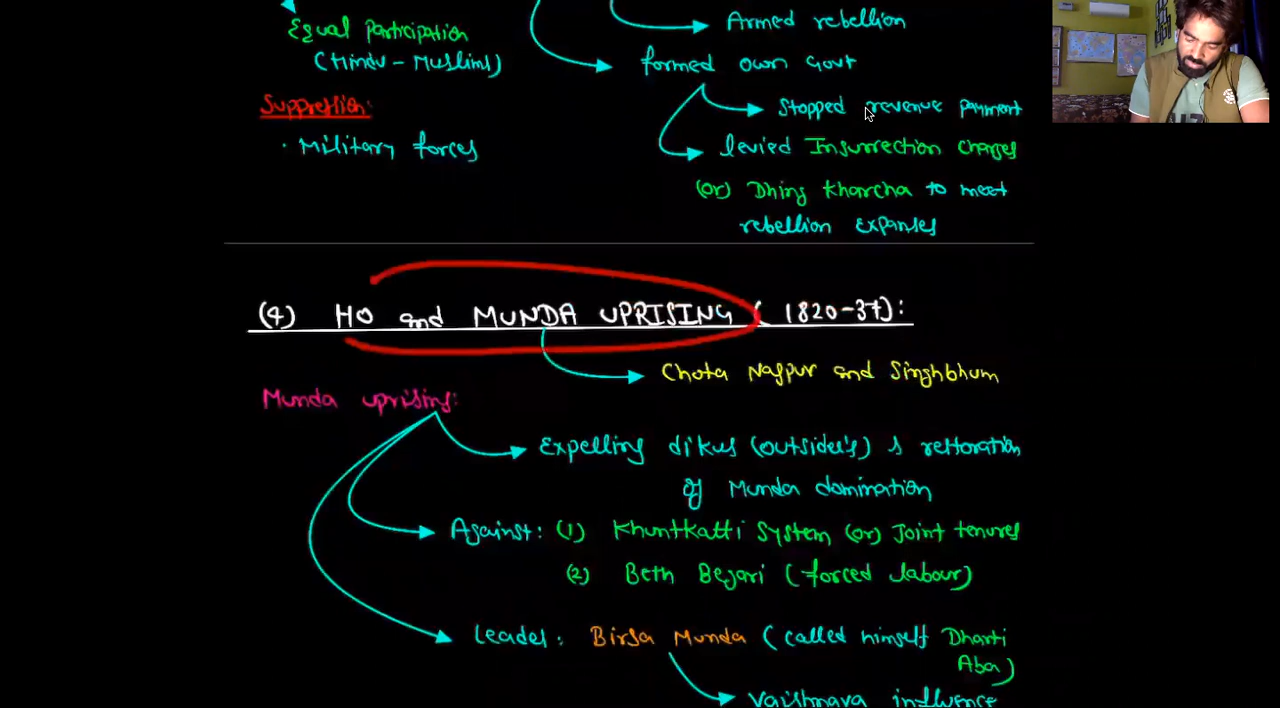 Equal participation
(Hindu-Muslims)
Suppression:
· Military forces
Armed rebellion
formed own Govt
Stopped revenue payment
levied Insurrection charges
(or) Dhing Kharcha to meet
rebellion expanses
(4) HO and MUNDA UPRISING (1820-37):
Chota Nagpur and Singhbhum
Munda uprising:
Expelling dikus (outsider's) & restoration
of Munda domination
Against: (1) Khuntkatti System (or) Joint tenures
(2) Beth Begari (forced labour)
Leader: Birsa Munda (called himself Dharti
Aba)
Vaishnava influence